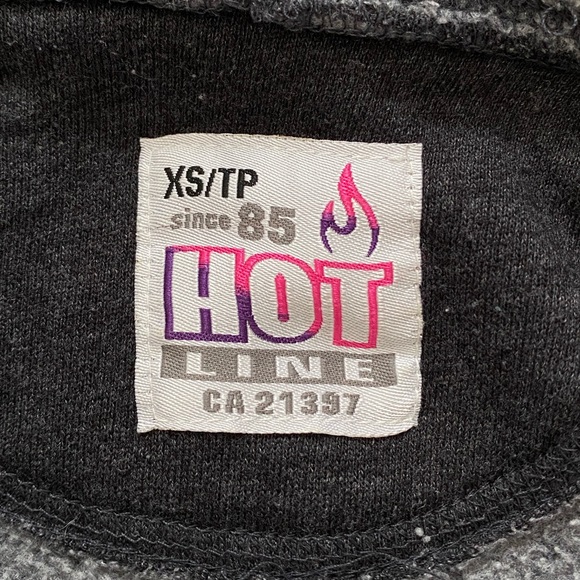 XS/TP
since 85
HOT
LINE
CA 21397